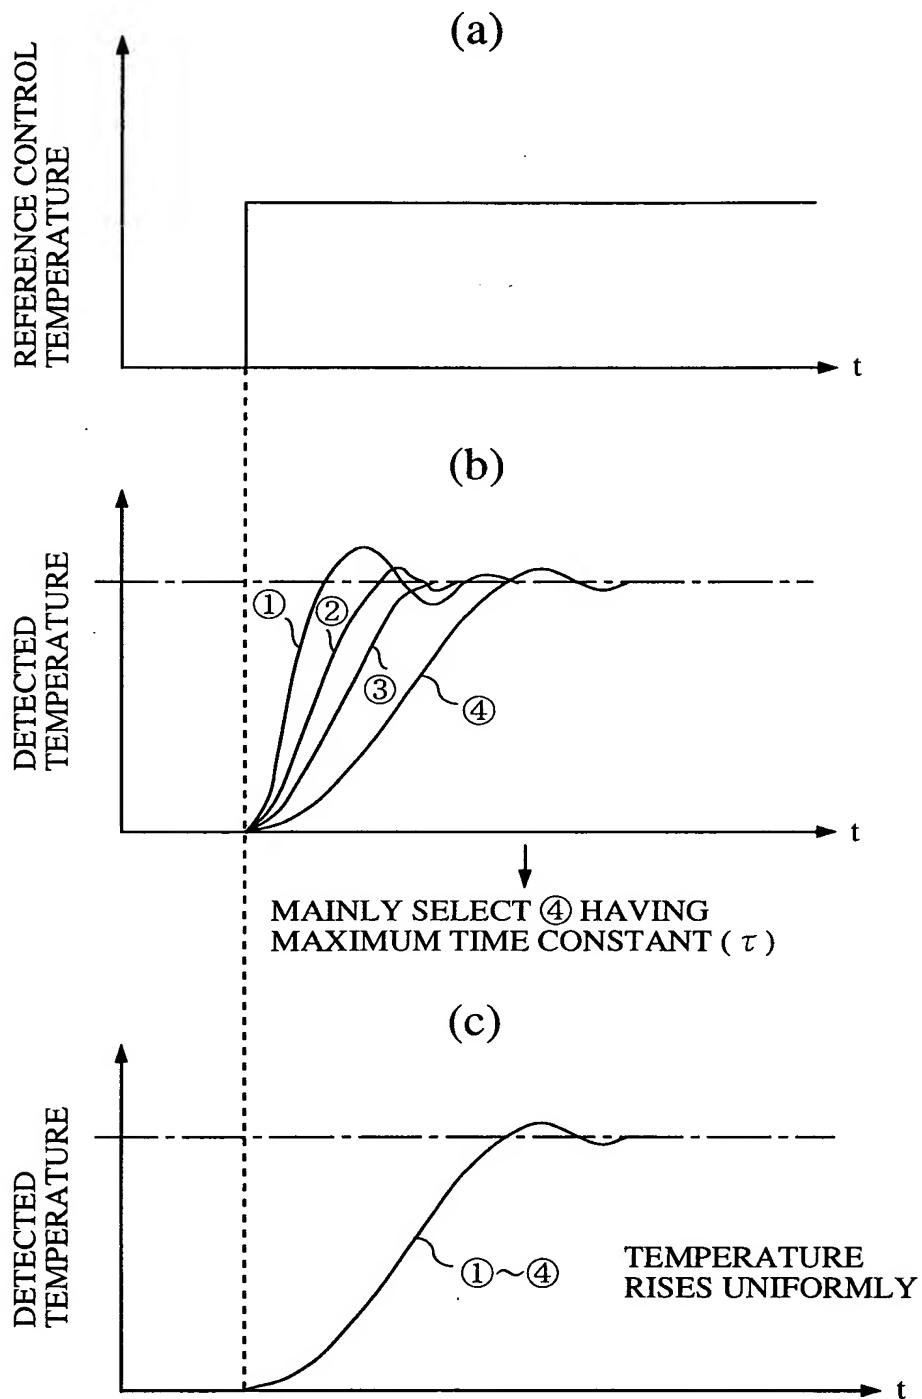 (a)
REFERENCE CONTROL
TEMPERATURE
t
(b)
DETECTED
TEMPERATURE
①
②
③
④
t
MAINLY SELECT ④ HAVING
MAXIMUM TIME CONSTANT ( τ )
(c)
DETECTED
TEMPERATURE
①～④
TEMPERATURE
RISES UNIFORMLY
t